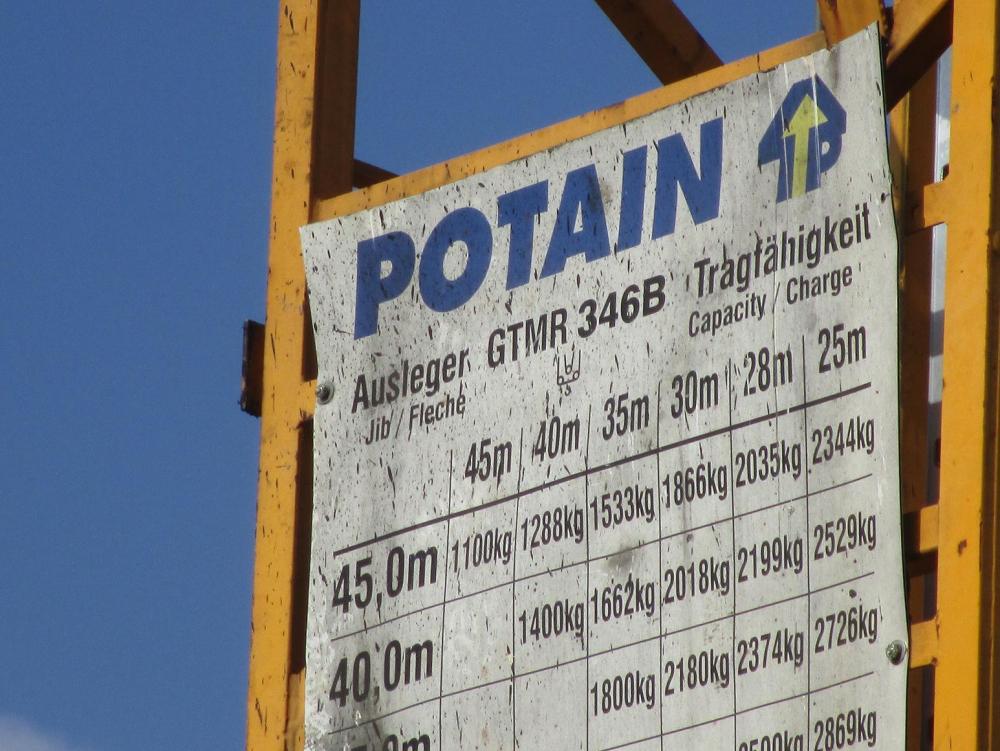 POTAIN
Ausleger GTMR 346B Tragfähigkeit
Jib / Fleche Capacity / Charge
45m 40m 35m 30m 28m 25m
45,0m 1100kg 1288kg 1533kg 1866kg 2035kg 2344kg
40,0m 1400kg 1662kg 2018kg 2199kg 2529kg
1800kg 2180kg 2374kg 2726kg
2869kg